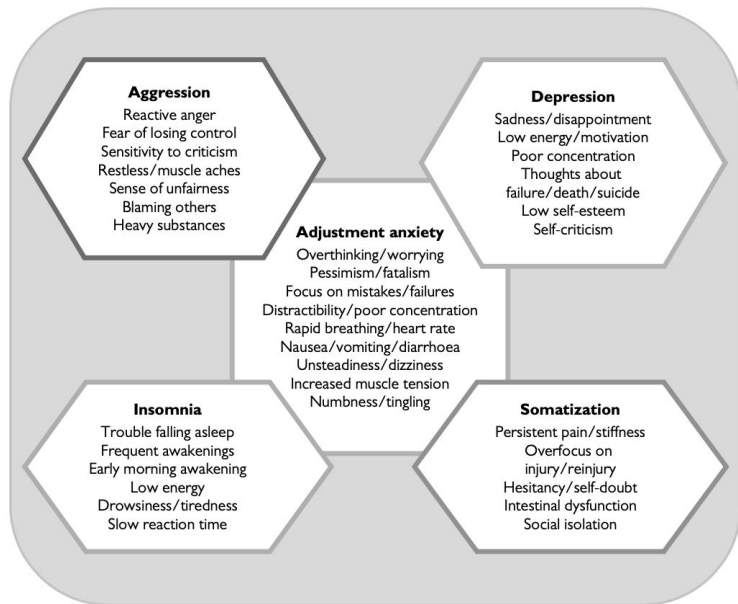 Aggression
Reactive anger
Fear of losing control
Sensitivity to criticism
Restless/muscle aches
Sense of unfairness
Blaming others
Heavy substances
Depression
Sadness/disappointment
Low energy/motivation
Poor concentration
Thoughts about
failure/death/suicide
Low self-esteem
Self-criticism
Adjustment anxiety
Overthinking/worrying
Pessimism/fatalism
Focus on mistakes/failures
Distractibility/poor concentration
Rapid breathing/heart rate
Nausea/vomiting/diarrhoea
Unsteadiness/dizziness
Increased muscle tension
Numbness/tingling
Insomnia
Trouble falling asleep
Frequent awakenings
Early morning awakening
Low energy
Drowsiness/tiredness
Slow reaction time
Somatization
Persistent pain/stiffness
Overfocus on
injury/reinjury
Hesitancy/self-doubt
Intestinal dysfunction
Social isolation